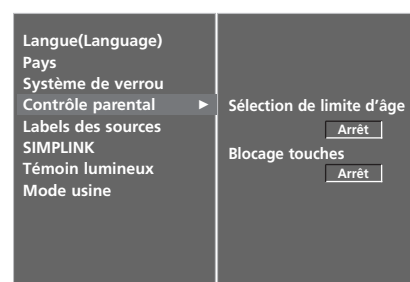 Langue(Language)
Pays
Système de verrou
Contrôle parental ►
Labels des sources
SIMPLINK
Témoin lumineux
Mode usine
Sélection de limite d'âge
Arrêt
Blocage touches
Arrêt